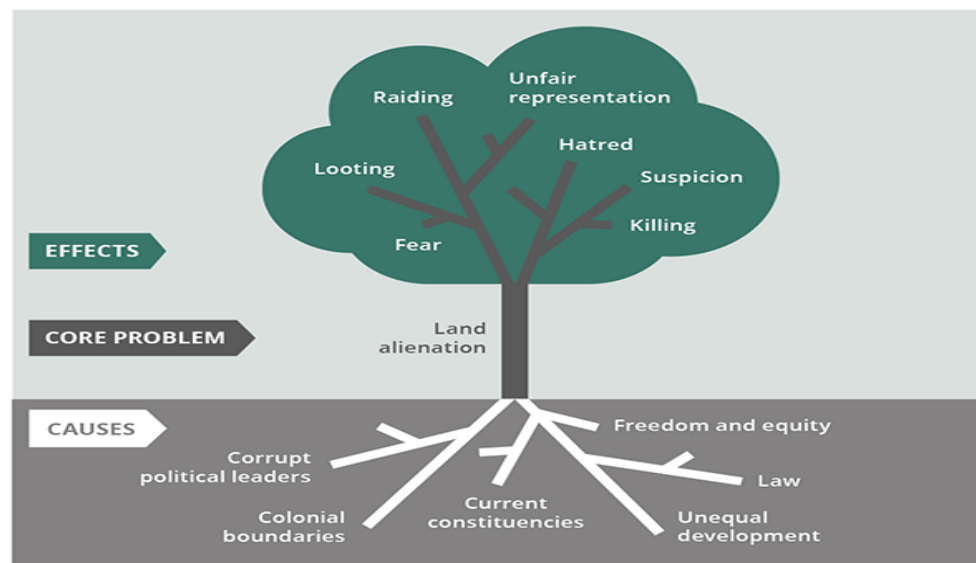 Raiding
Unfair
representation
Hatred
Looting
Suspicion
Killing
Fear
EFFECTS
CORE PROBLEM
Land
alienation
CAUSES
Freedom and equity
Corrupt
political leaders
Law
Current
constituencies
Colonial
boundaries
Unequal
development